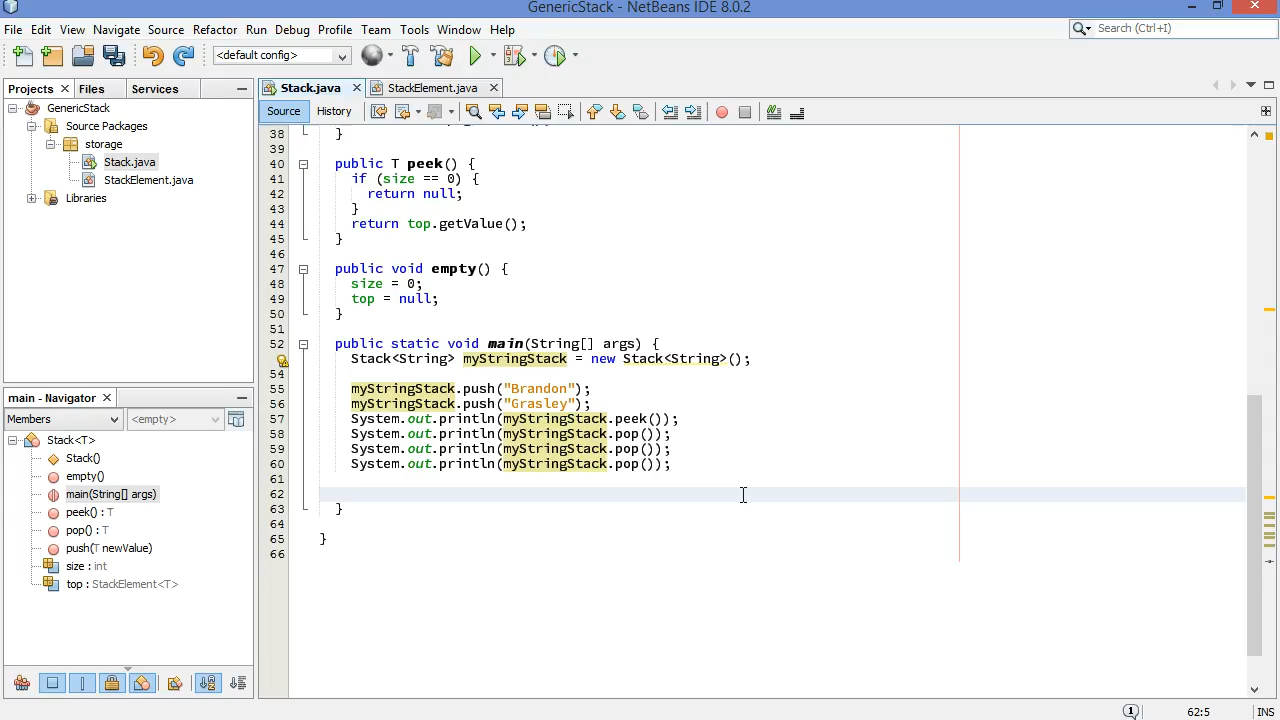 GenericStack - NetBeans IDE 8.0.2
File Edit View Navigate Source Refactor Run Debug Profile Team Tools Window Help
Search (Ctrl+I)
<default config>
Projects Files Services
GenericStack
Source Packages
storage
Stack.java
StackElement.java
Libraries
main - Navigator
Members <empty>
Stack<T>
Stack()
empty()
main(String[] args)
peek() : T
pop() : T
push(T newValue)
size : int
top : StackElement<T>
Stack.java StackElement.java
Source History
38 }
39
40 public T peek() {
41 if (size == 0) {
42 return null;
43 }
44 return top.getValue();
45 }
46
47 public void empty() {
48 size = 0;
49 top = null;
50 }
51
52 public static void main(String[] args) {
Stack<String> myStringStack = new Stack<String>();
54
55 myStringStack.push("Brandon");
56 myStringStack.push("Grasley");
57 System.out.println(myStringStack.peek());
58 System.out.println(myStringStack.pop());
59 System.out.println(myStringStack.pop());
60 System.out.println(myStringStack.pop());
61
62
63 }
64
65 }
66
1 62:5 INS